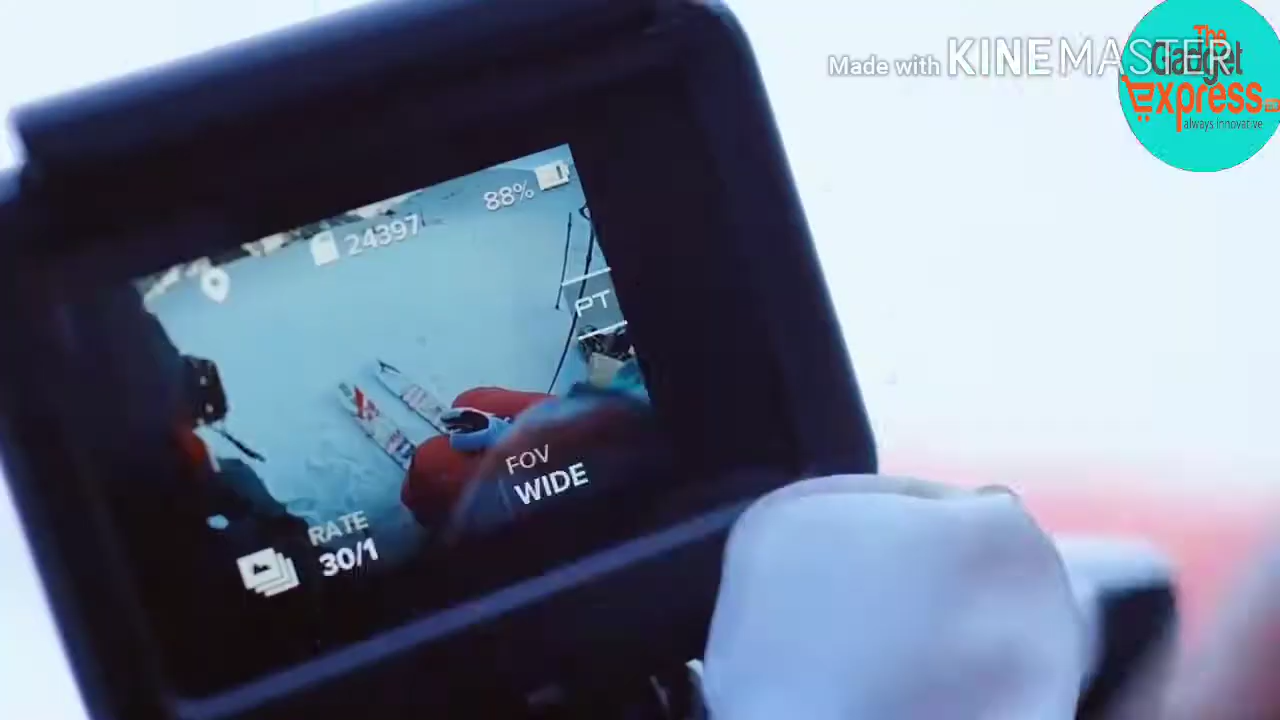 Made with KINEMASTER
The
Gadget
express
always innovative
88%
24397
PT
FOV
WIDE
RATE
30/1